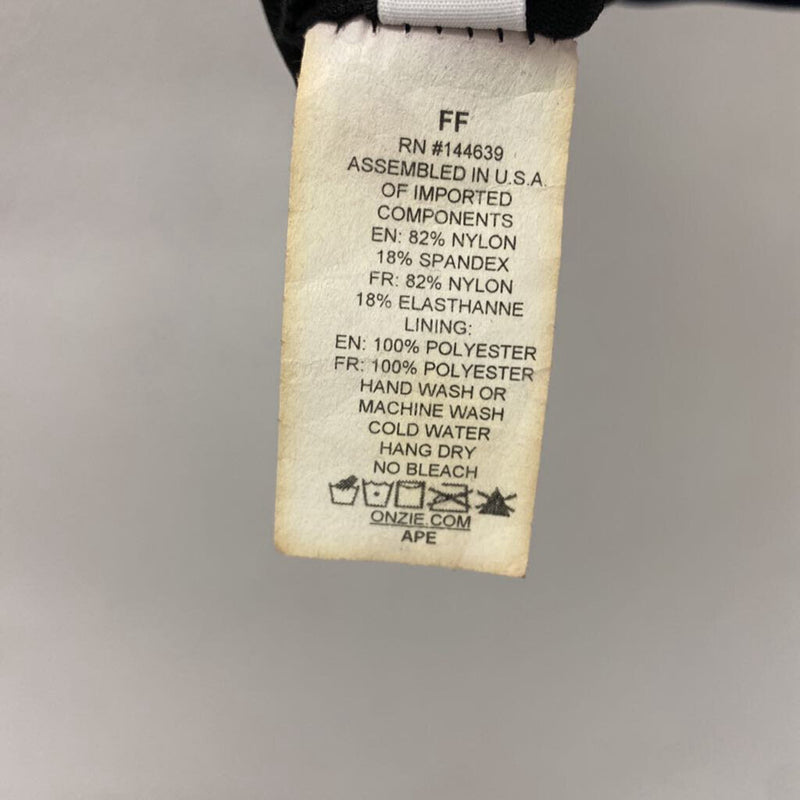 FF
RN #144639
ASSEMBLED IN U.S.A.
OF IMPORTED
COMPONENTS
EN: 82% NYLON
18% SPANDEX
FR: 82% NYLON
18% ELASTHANNE
LINING:
EN: 100% POLYESTER
FR: 100% POLYESTER
HAND WASH OR
MACHINE WASH
COLD WATER
HANG DRY
NO BLEACH
ONZIE.COM
APE